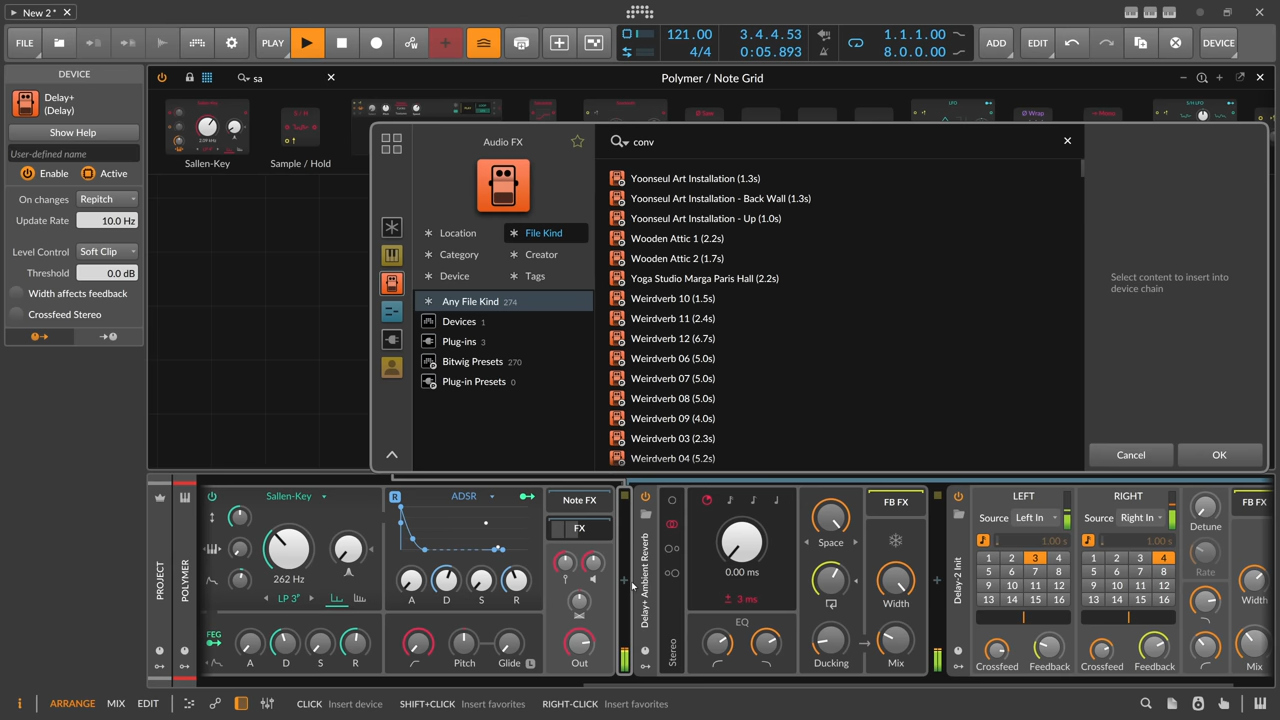 New 2*
FILE
PLAY
121.00
4/4
3.4.4.53
0:05.893
1.1.1.00
8.0.0.00
ADD
EDIT
DEVICE
DEVICE
Delay+
(Delay)
Show Help
User-defined name
Enable
Active
On changes
Repitch
Update Rate
10.0 Hz
Level Control
Soft Clip
Threshold
0.0 dB
Width affects feedback
Crossfeed Stereo
sa
Polymer / Note Grid
Sallen-Key
Sample / Hold
Audio FX
Location
File Kind
Category
Creator
Device
Tags
Any File Kind 274
Devices 1
Plug-ins 3
Bitwig Presets 270
Plug-in Presets 0
conv
Yoonseul Art Installation (1.3s)
Yoonseul Art Installation - Back Wall (1.3s)
Yoonseul Art Installation - Up (1.0s)
Wooden Attic 1 (2.2s)
Wooden Attic 2 (1.7s)
Yoga Studio Marga Paris Hall (2.2s)
Weirdverb 10 (1.5s)
Weirdverb 11 (2.4s)
Weirdverb 12 (6.7s)
Weirdverb 06 (5.0s)
Weirdverb 07 (5.0s)
Weirdverb 08 (5.0s)
Weirdverb 09 (4.0s)
Weirdverb 03 (2.3s)
Weirdverb 04 (5.2s)
Select content to insert into
device chain
Cancel
OK
PROJECT
POLYMER
Sallen-Key
262 Hz
LP 3
FEG
A D S R
R
ADSR
A D S R
Pitch
Glide L
Note FX
FX
Out
Delay+ Ambient Reverb
Stereo
0.00 ms
± 3 ms
EQ
Space
Ducking
FB FX
Width
Mix
Delay-2 Init
LEFT
Source Left In
1.00 s
1 2 3 4
5 6 7 8
9 10 11 12
13 14 15 16
Crossfeed
Feedback
RIGHT
Source Right In
1.00 s
1 2 3 4
5 6 7 8
9 10 11 12
13 14 15 16
Crossfeed
Feedback
Detune
Rate
FB FX
Width
Mix
ARRANGE
MIX
EDIT
CLICK Insert device
SHIFT+CLICK Insert favorites
RIGHT-CLICK Insert favorites